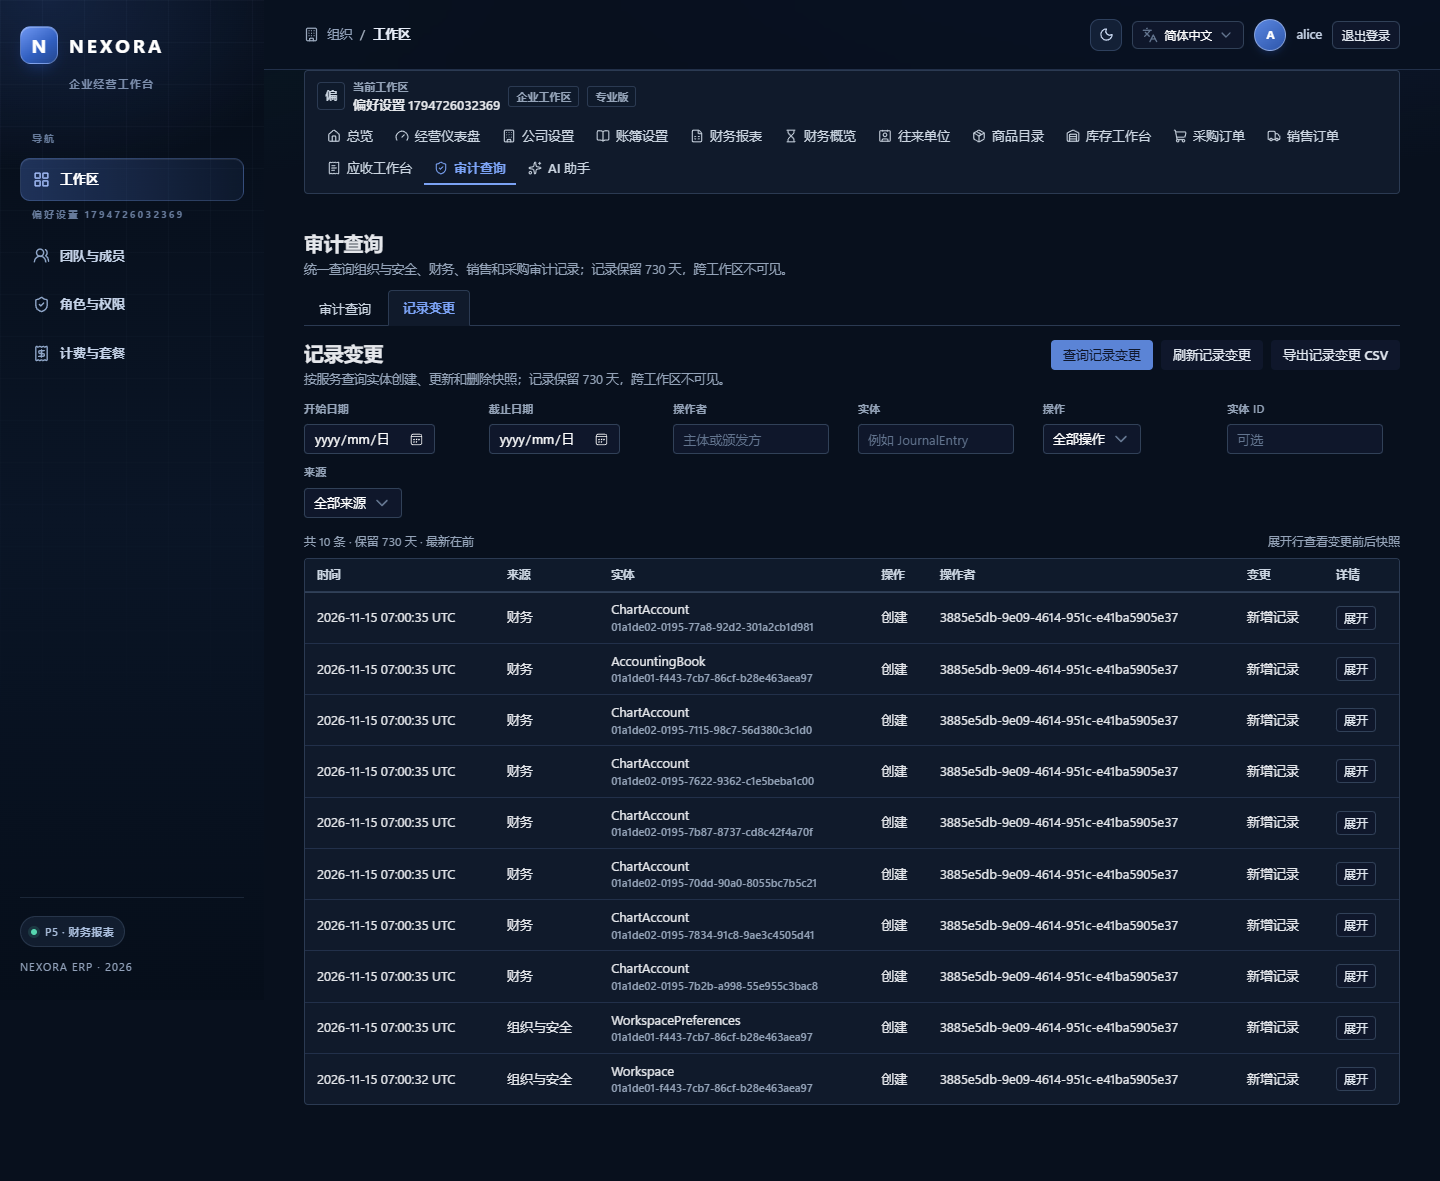 N NEXORA
企业经营工作台
导航
工作区
偏好设置 1794726032369
团队与成员
角色与权限
计费与套餐
P5 · 财务报表
NEXORA ERP · 2026
组织 / 工作区
简体中文
A alice 退出登录
偏
当前工作区
偏好设置 1794726032369 企业工作区 专业版
总览 经营仪表盘 公司设置 账簿设置 财务报表 财务概览 往来单位 商品目录 库存工作台 采购订单 销售订单
应收工作台 审计查询 AI 助手
审计查询
统一查询组织与安全、财务、销售和采购审计记录；记录保留 730 天，跨工作区不可见。
审计查询 记录变更
记录变更 查询记录变更 刷新记录变更 导出记录变更 CSV
按服务查询实体创建、更新和删除快照；记录保留 730 天，跨工作区不可见。
开始日期 截止日期 操作者 实体 操作 实体 ID
yyyy/mm/日 yyyy/mm/日 主体或颁发方 例如 JournalEntry 全部操作 可选
来源
全部来源
共 10 条 · 保留 730 天 · 最新在前 展开行查看变更前后快照
时间 来源 实体 操作 操作者 变更 详情
2026-11-15 07:00:35 UTC 财务 ChartAccount 创建 3885e5db-9e09-4614-951c-e41ba5905e37 新增记录 展开
01a1de02-0195-77a8-92d2-301a2cb1d981
2026-11-15 07:00:35 UTC 财务 AccountingBook 创建 3885e5db-9e09-4614-951c-e41ba5905e37 新增记录 展开
01a1de01-f443-7cb7-86cf-b28e463aea97
2026-11-15 07:00:35 UTC 财务 ChartAccount 创建 3885e5db-9e09-4614-951c-e41ba5905e37 新增记录 展开
01a1de02-0195-7115-98c7-56d380c3c1d0
2026-11-15 07:00:35 UTC 财务 ChartAccount 创建 3885e5db-9e09-4614-951c-e41ba5905e37 新增记录 展开
01a1de02-0195-7622-9362-c1e5beba1c00
2026-11-15 07:00:35 UTC 财务 ChartAccount 创建 3885e5db-9e09-4614-951c-e41ba5905e37 新增记录 展开
01a1de02-0195-7b87-8737-cd8c42f4a70f
2026-11-15 07:00:35 UTC 财务 ChartAccount 创建 3885e5db-9e09-4614-951c-e41ba5905e37 新增记录 展开
01a1de02-0195-70dd-90a0-8055bc7b5c21
2026-11-15 07:00:35 UTC 财务 ChartAccount 创建 3885e5db-9e09-4614-951c-e41ba5905e37 新增记录 展开
01a1de02-0195-7834-91c8-9ae3c4505d41
2026-11-15 07:00:35 UTC 财务 ChartAccount 创建 3885e5db-9e09-4614-951c-e41ba5905e37 新增记录 展开
01a1de02-0195-7b2b-a998-55e955c3bac8
2026-11-15 07:00:35 UTC 组织与安全 WorkspacePreferences 创建 3885e5db-9e09-4614-951c-e41ba5905e37 新增记录 展开
01a1de01-f443-7cb7-86cf-b28e463aea97
2026-11-15 07:00:32 UTC 组织与安全 Workspace 创建 3885e5db-9e09-4614-951c-e41ba5905e37 新增记录 展开
01a1de01-f443-7cb7-86cf-b28e463aea97